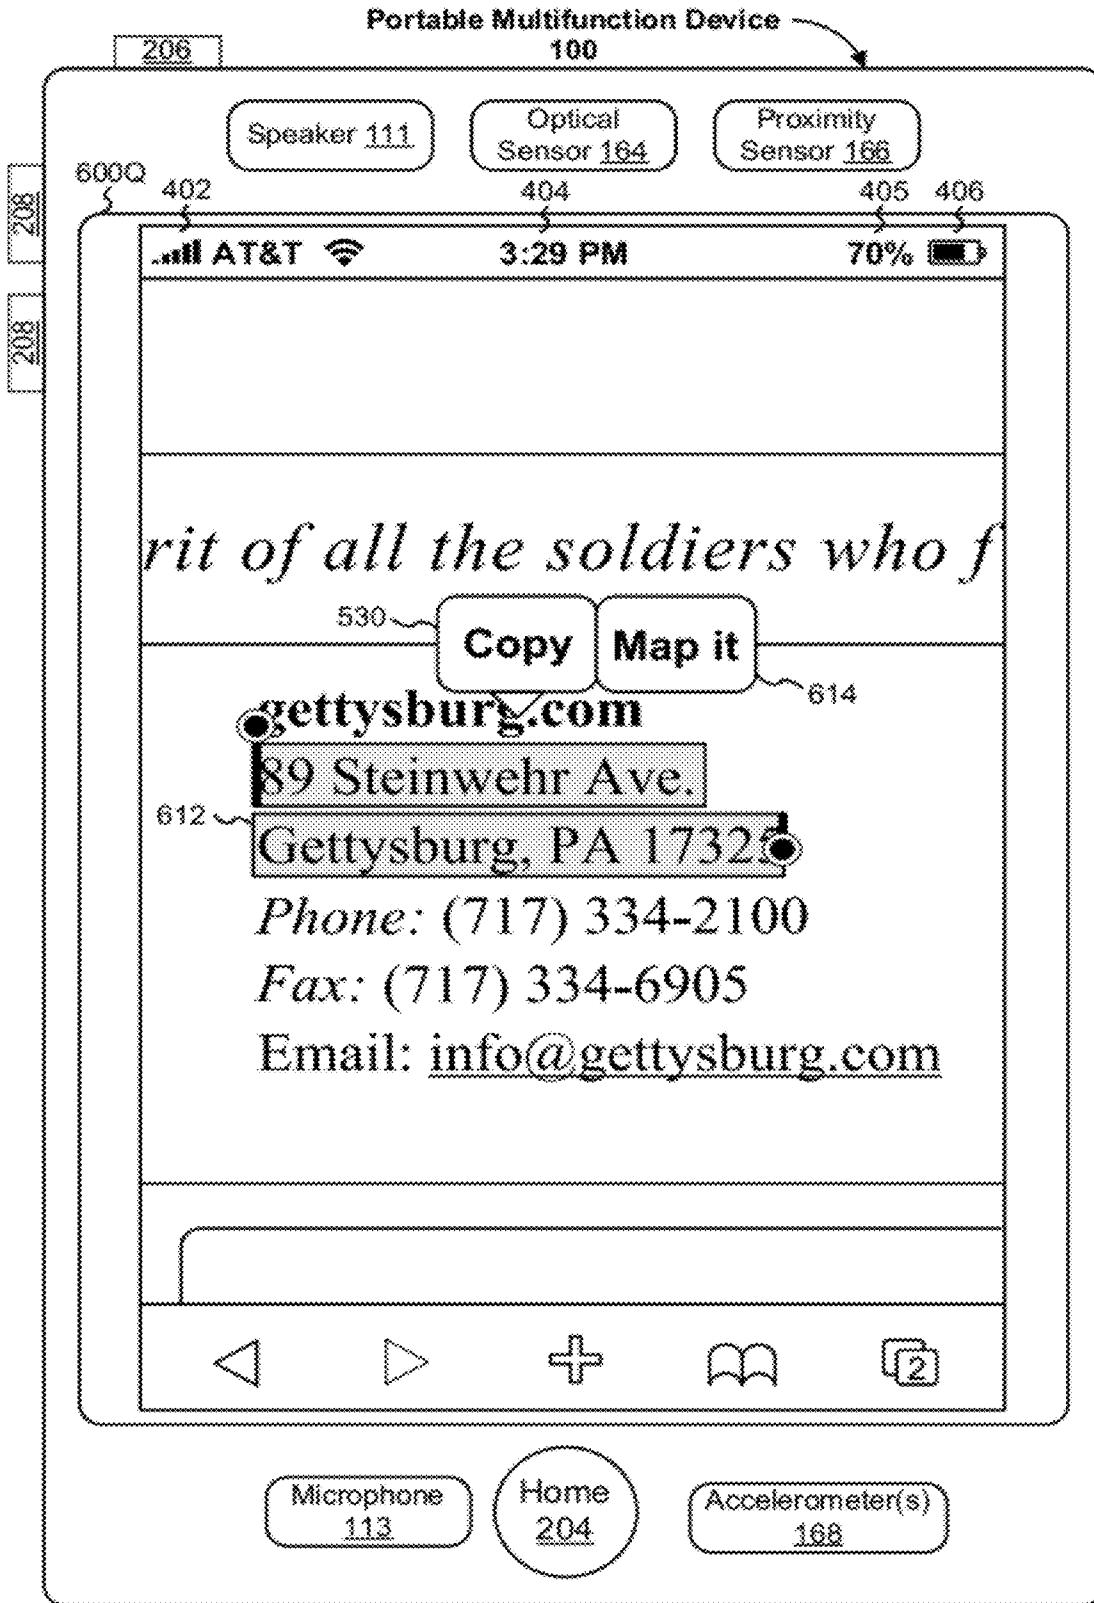 Portable Multifunction Device
100
206
Speaker 111
Optical
Sensor 164
Proximity
Sensor 166
208
208
600Q
402
404
405
406
AT&T
3:29 PM
70%
rit of all the soldiers who f
530
Copy
Map it
614
gettysburg.com
89 Steinwehr Ave.
612
Gettysburg, PA 17325
Phone: (717) 334-2100
Fax: (717) 334-6905
Email: info@gettysburg.com
2
Microphone
113
Home
204
Accelerometer(s)
168